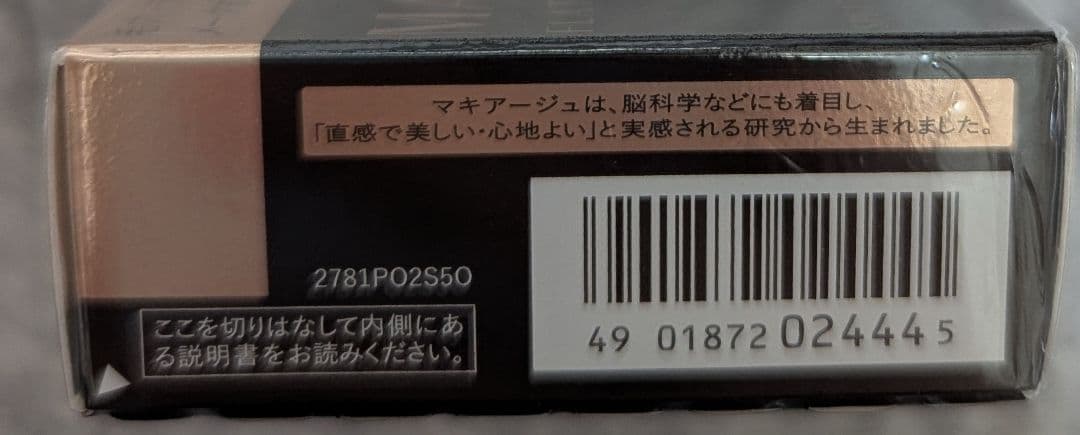 マキアージュは、脳科学などにも着目し、
「直感で美しい・心地よい」と実感される研究から生まれました。
2781PO2S5O
ここを切りはなして内側にあ
る説明書をお読みください。
49 01872 02444 5